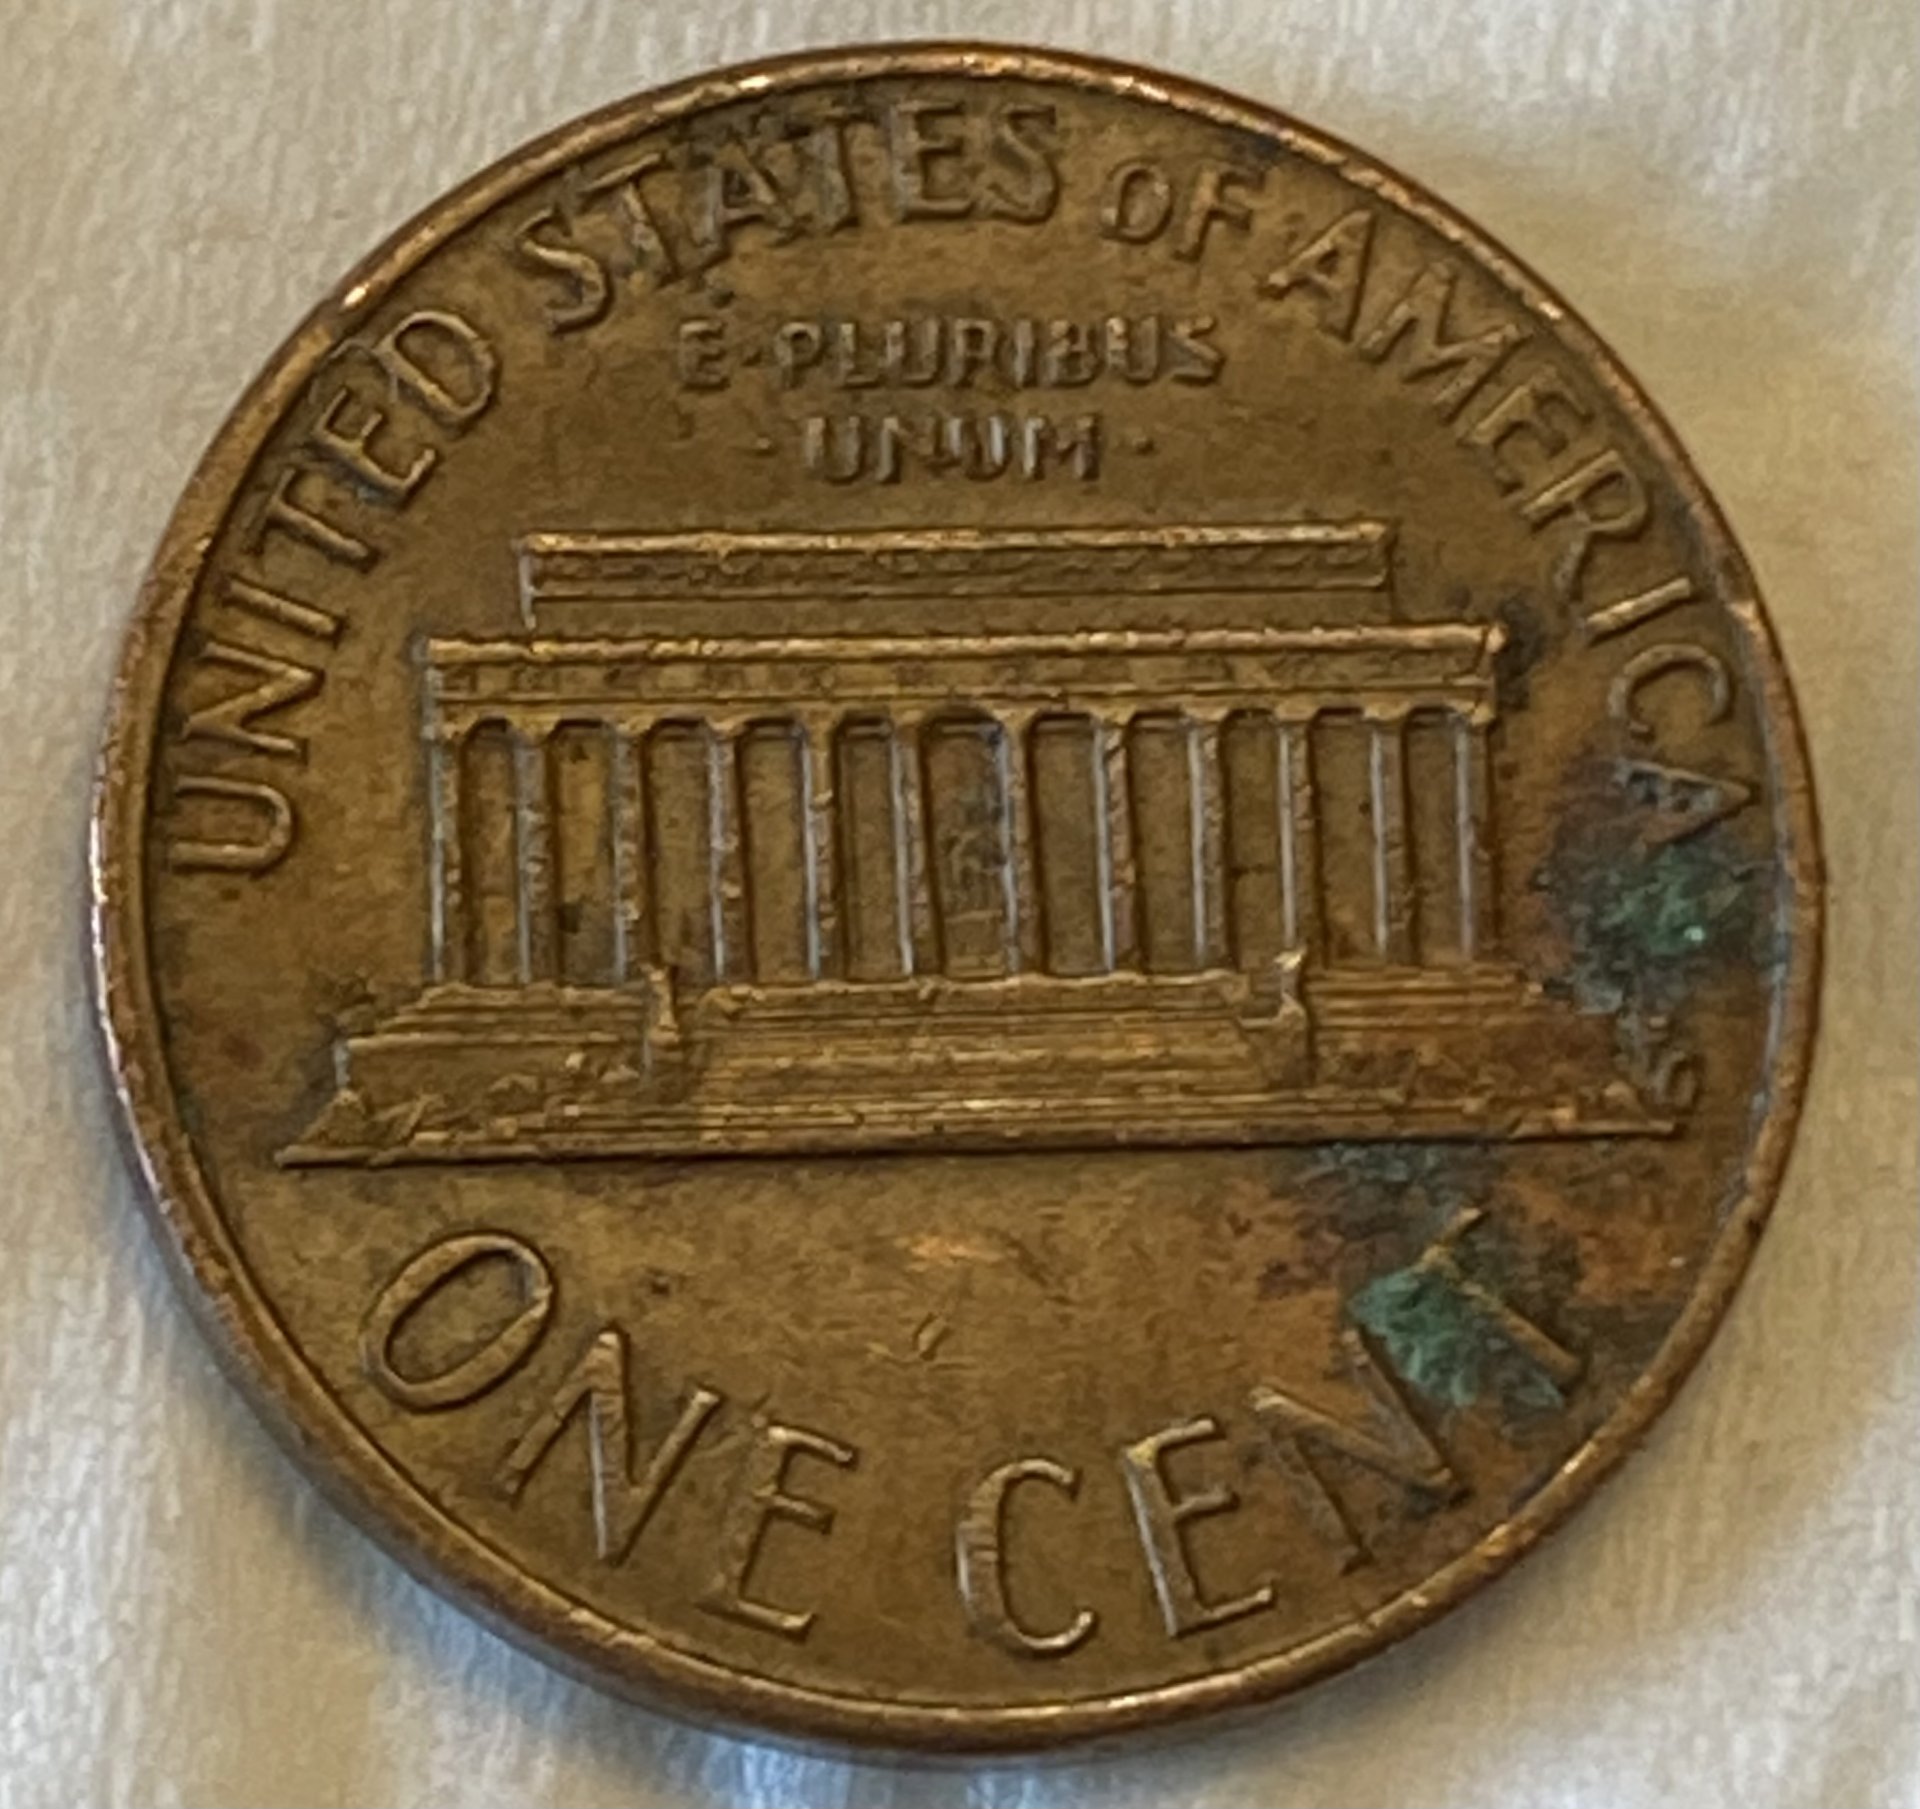 UNITED STATES OF AMERICA
E·PLURIBUS
·UNUM·
ONE CENT